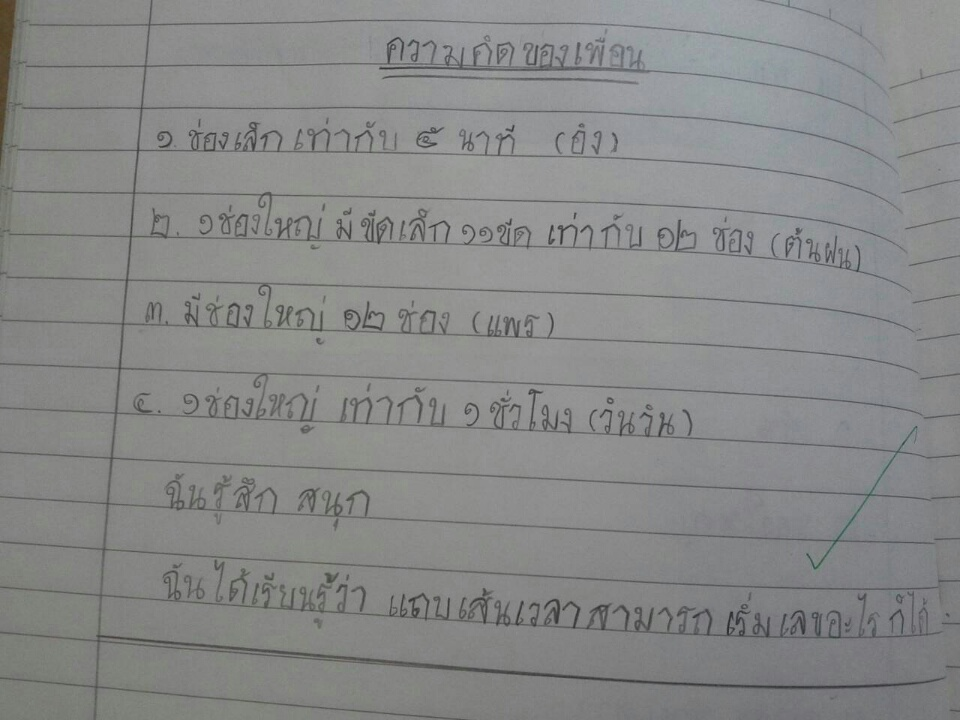 ความคิดของเพื่อน
๑. ช่องเล็ก เท่ากับ ๕ นาที (อิง)
๒. ๑ช่องใหญ่ มีขีดเล็ก ๑๑ขีด เท่ากับ ๑๒ ช่อง (ต้นฝน)
๓. มีช่องใหญ่ ๑๒ ช่อง (แพร)
๔. ๑ช่องใหญ่ เท่ากับ ๑ ชั่วโมง (วันวัน)
ฉันรู้สึก สนุก
ฉันได้เรียนรู้ว่า แถบเส้นเวลาสามารถ เริ่มเลขอะไร ก็ได้